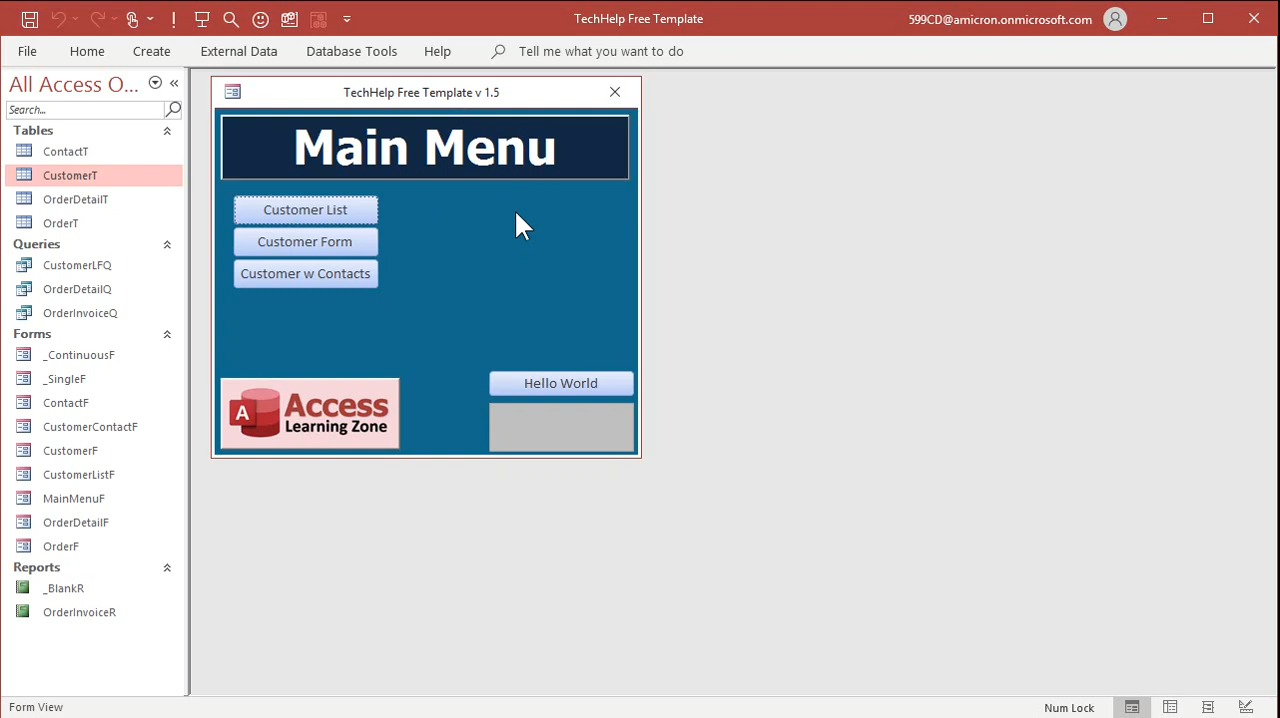 TechHelp Free Template
599CD@amicron.onmicrosoft.com
File Home Create External Data Database Tools Help Tell me what you want to do
All Access O...
Search...
Tables
ContactT
CustomerT
OrderDetailT
OrderT
Queries
CustomerLFQ
OrderDetailQ
OrderInvoiceQ
Forms
_ContinuousF
_SingleF
ContactF
CustomerContactF
CustomerF
CustomerListF
MainMenuF
OrderDetailF
OrderF
Reports
_BlankR
OrderInvoiceR
TechHelp Free Template v 1.5
Main Menu
Customer List
Customer Form
Customer w Contacts
A Access
Learning Zone
Hello World
Form View
Num Lock